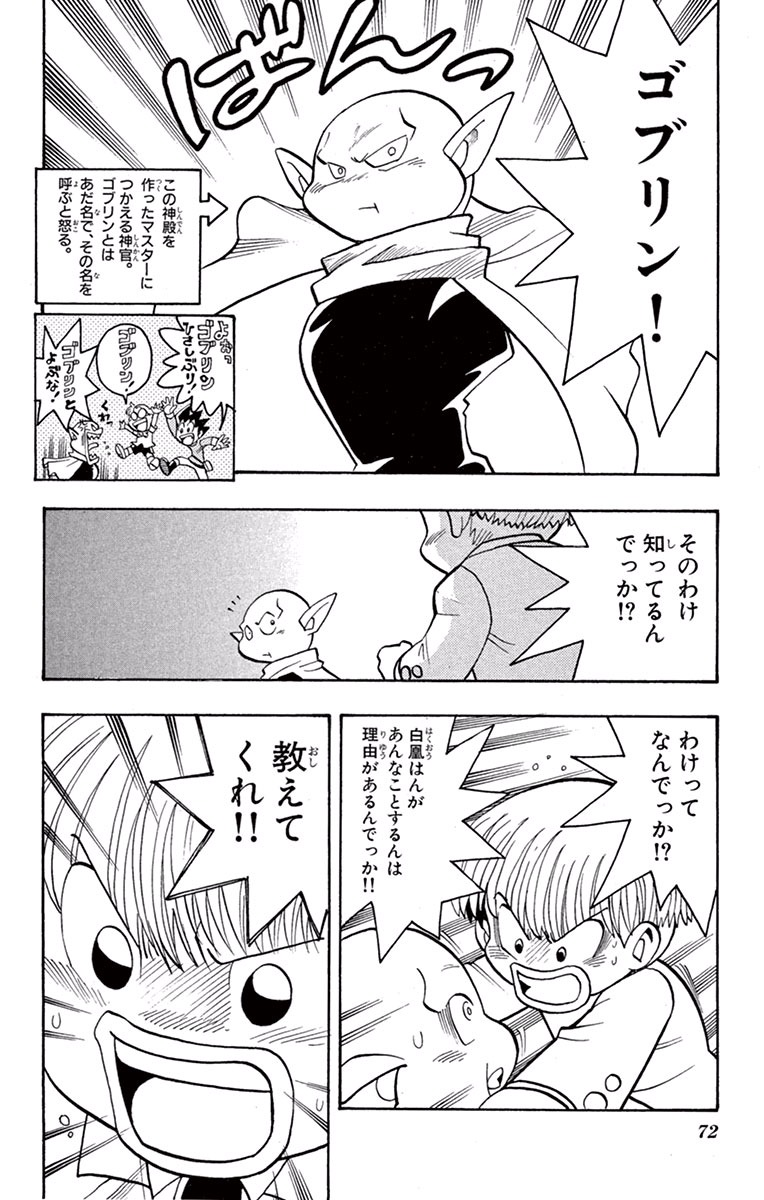 ゴブリン！
ばんっ
この神殿を
作ったマスターに
つかえる神官。
ゴブリンとは
あだ名で、その名を
呼ぶと怒る。
よぉっ
ゴブリン
ひさしぶり！
ゴブリン！
くわっ
ゴブリンと
よぶな！
そのわけ
知ってるん
でっか!?
わけって
なんでっか!?
白凰はんが
あんなことするんは
理由があるんでっか!!
教えて
くれ!!
72